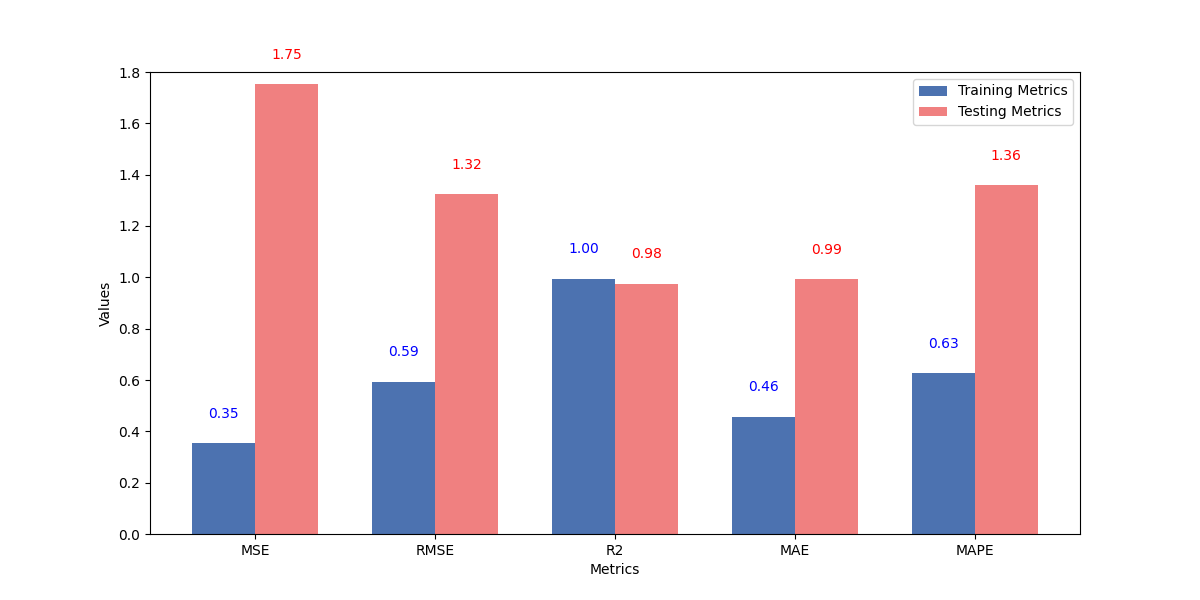 1.75
1.8
Training Metrics
Testing Metrics
1.6
1.32
1.36
1.4
1.2
1.00
0.98
0.99
1.0
Values
0.8
0.59
0.63
0.6
0.46
0.35
0.4
0.2
0.0
MSE
RMSE
R2
MAE
MAPE
Metrics